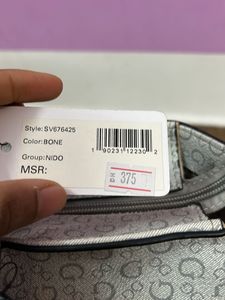 Style: SV676425
Color: BONE
1 90231 12230 2
Group: NIDO
MSR:
375